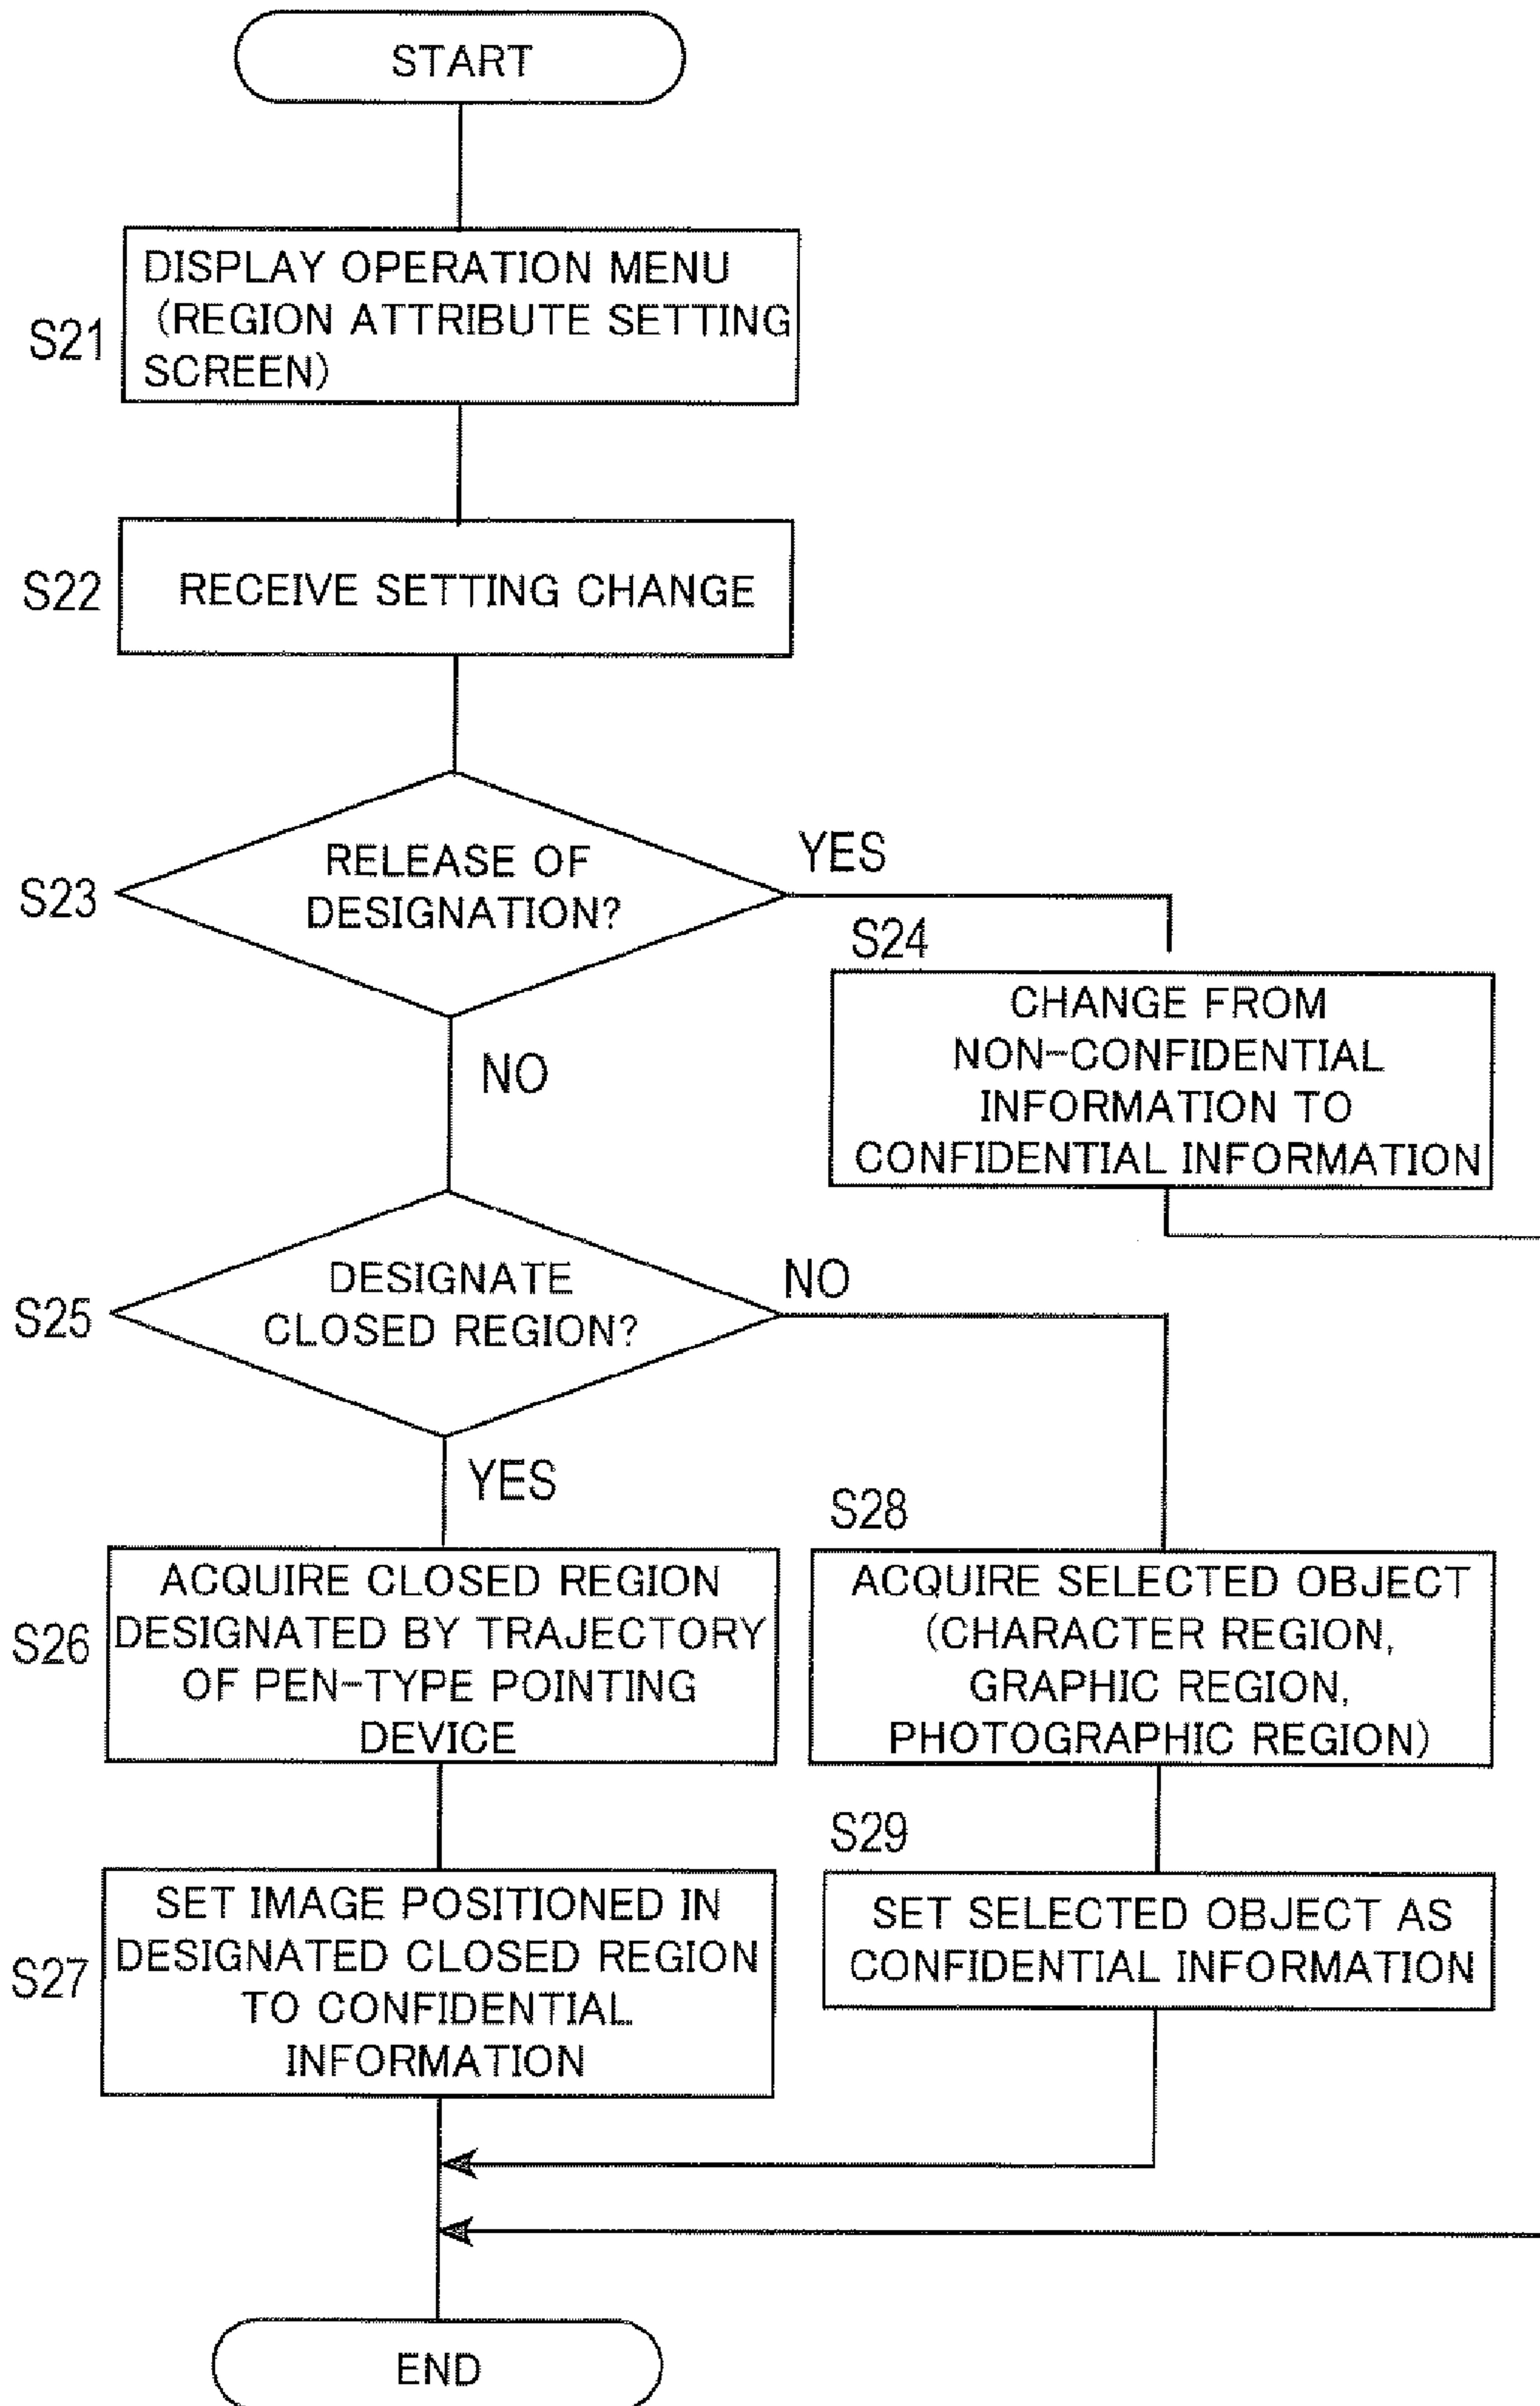 START
S21
DISPLAY OPERATION MENU
(REGION ATTRIBUTE SETTING
SCREEN)
S22
RECEIVE SETTING CHANGE
S23
RELEASE OF
DESIGNATION?
YES
NO
S24
CHANGE FROM
NON-CONFIDENTIAL
INFORMATION TO
CONFIDENTIAL INFORMATION
S25
DESIGNATE
CLOSED REGION?
NO
YES
S26
ACQUIRE CLOSED REGION
DESIGNATED BY TRAJECTORY
OF PEN-TYPE POINTING
DEVICE
S28
ACQUIRE SELECTED OBJECT
(CHARACTER REGION,
GRAPHIC REGION,
PHOTOGRAPHIC REGION)
S27
SET IMAGE POSITIONED IN
DESIGNATED CLOSED REGION
TO CONFIDENTIAL
INFORMATION
S29
SET SELECTED OBJECT AS
CONFIDENTIAL INFORMATION
END